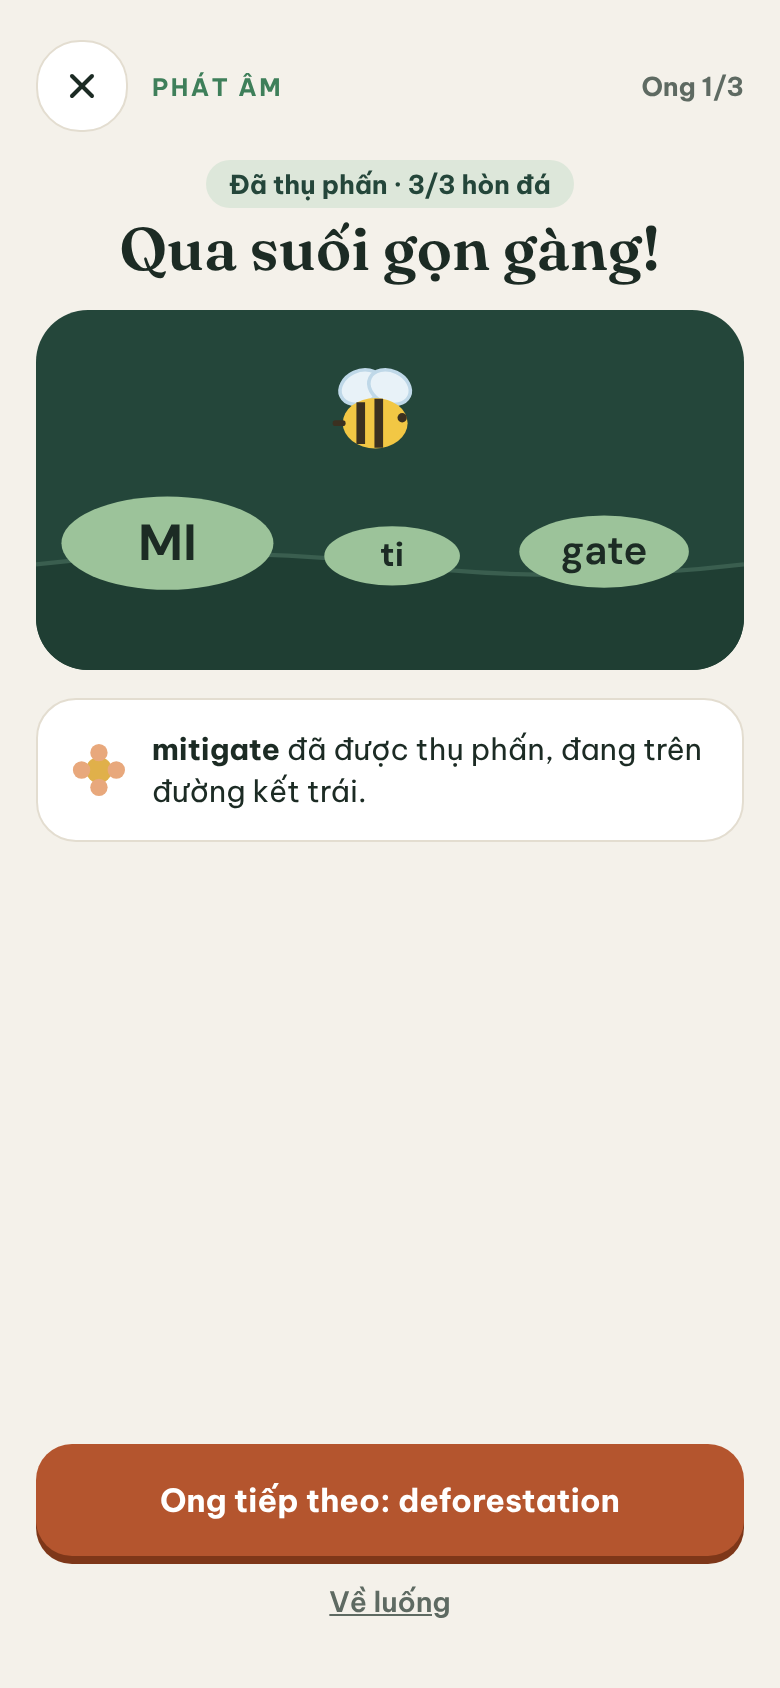 PHÁT ÂM
Ong 1/3
Đã thụ phấn · 3/3 hòn đá
Qua suối gọn gàng!
MI
ti
gate
mitigate đã được thụ phấn, đang trên
đường kết trái.
Ong tiếp theo: deforestation
Về luống